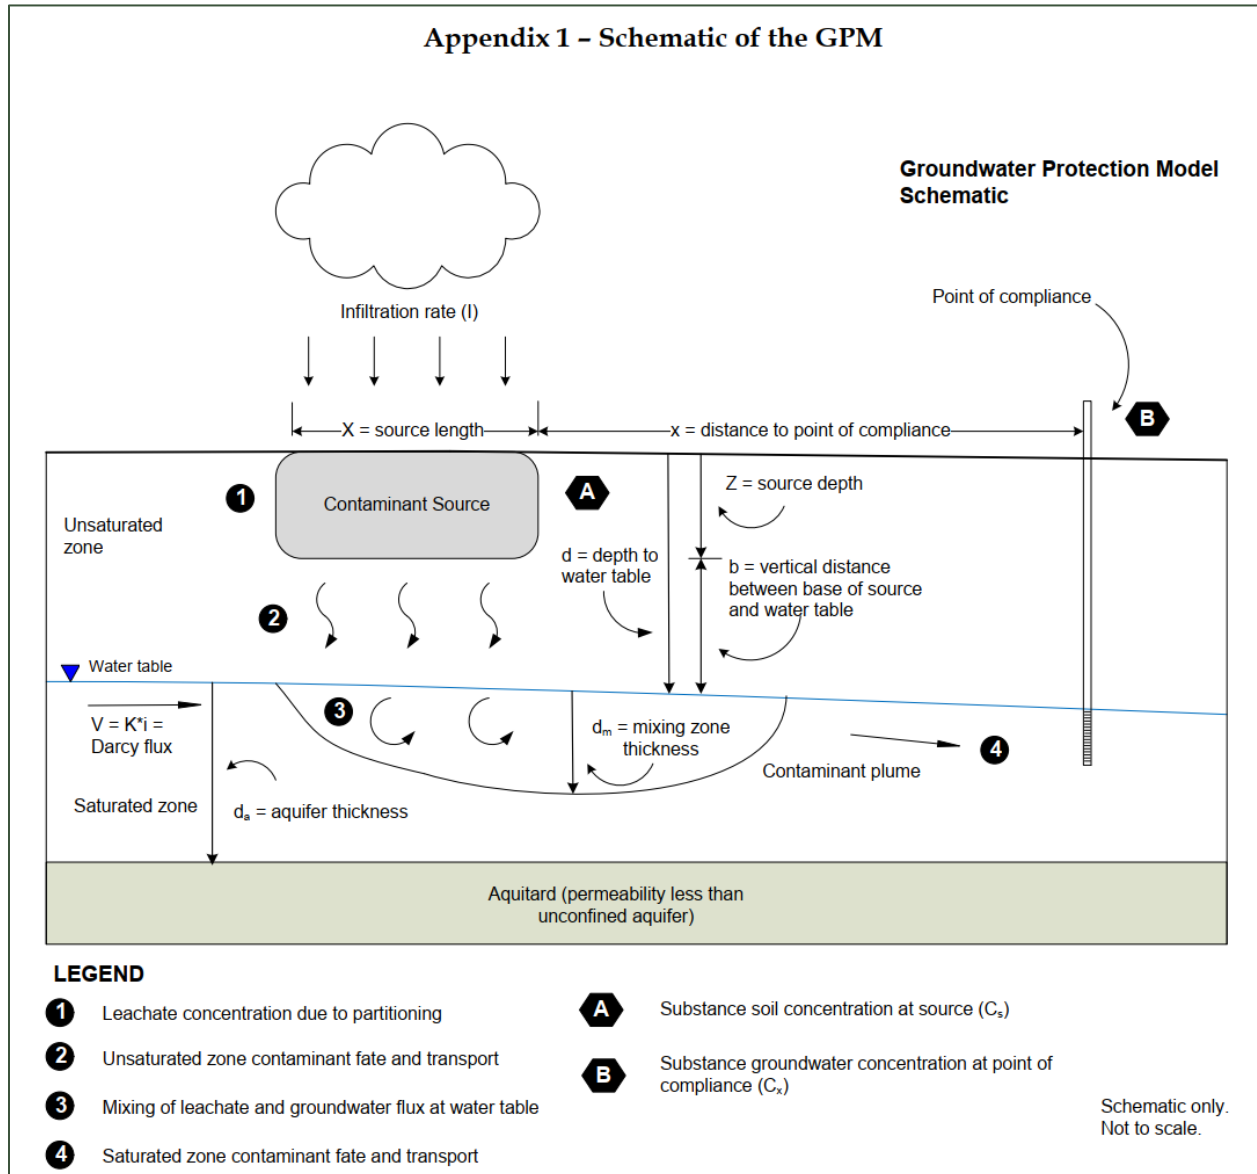 Appendix 1 – Schematic of the GPM
Groundwater Protection Model
Schematic
Infiltration rate (I)
Point of compliance
X = source length
x = distance to point of compliance
B
1
Contaminant Source
A
Z = source depth
Unsaturated
zone
d = depth to
water table
b = vertical distance
between base of source
and water table
2
Water table
V = K*i =
Darcy flux
3
dₘ = mixing zone
thickness
4
Contaminant plume
Saturated zone
dₐ = aquifer thickness
Aquitard (permeability less than
unconfined aquifer)
LEGEND
1 Leachate concentration due to partitioning
2 Unsaturated zone contaminant fate and transport
3 Mixing of leachate and groundwater flux at water table
4 Saturated zone contaminant fate and transport
A Substance soil concentration at source (Cₛ)
B Substance groundwater concentration at point of
compliance (Cₓ)
Schematic only.
Not to scale.